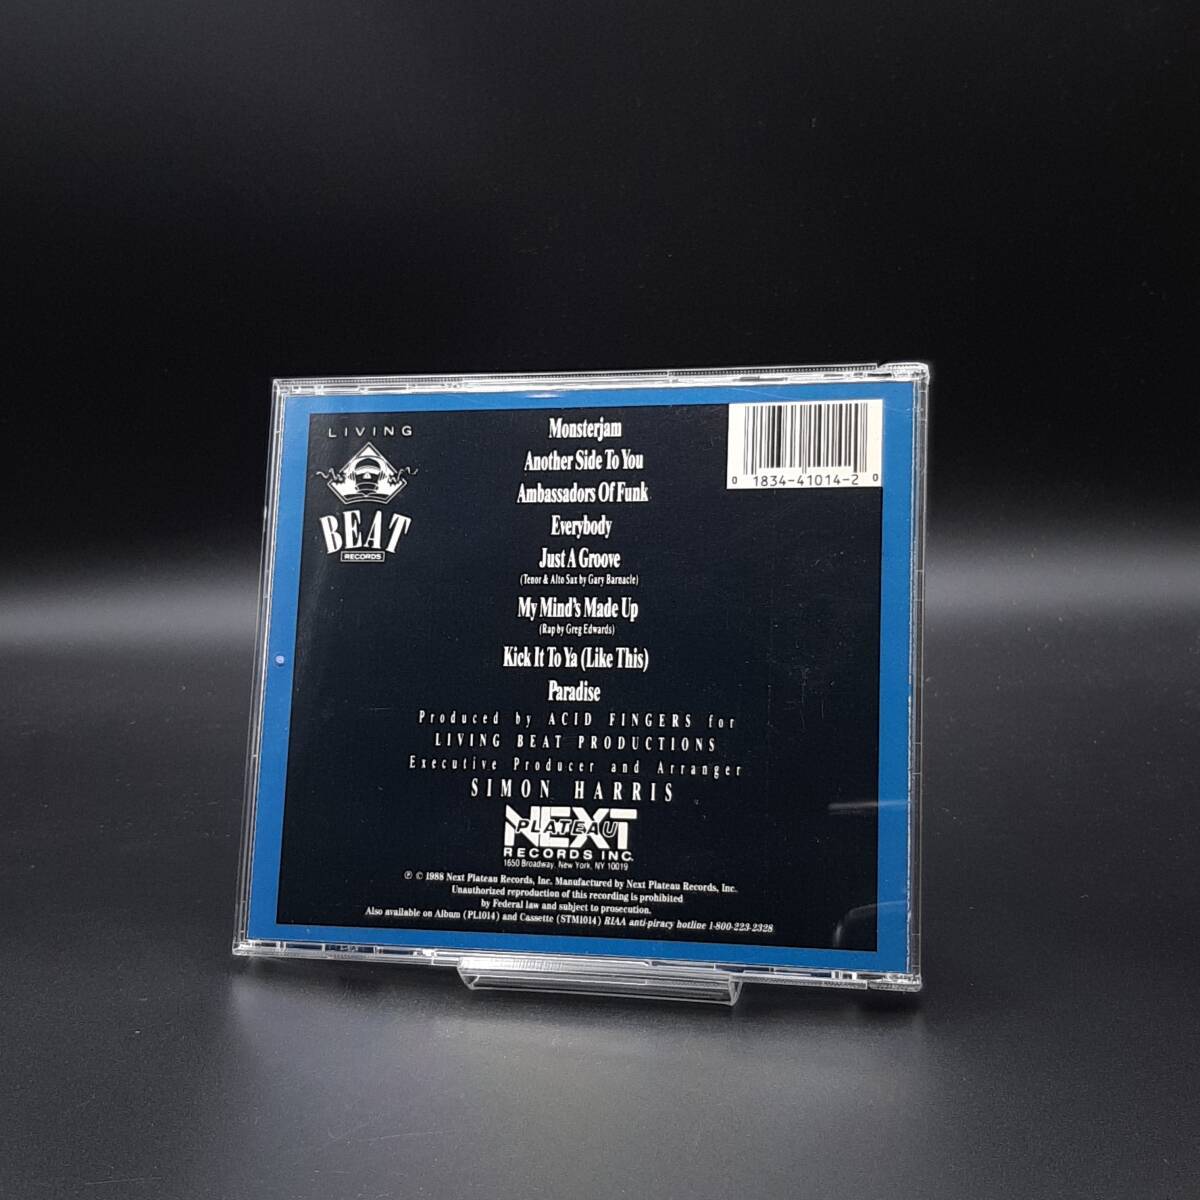 LIVING
BEAT
RECORDS
Monsterjam
Another Side To You
Ambassadors Of Funk
Everybody
Just A Groove
(Tenor & Alto Sax by Gary Barnacle)
My Mind's Made Up
(Rap by Greg Edwards)
Kick It To Ya (Like This)
Paradise
0 1834-41014-2 0
Produced by ACID FINGERS for
LIVING BEAT PRODUCTIONS
Executive Producer and Arranger
SIMON HARRIS
NEXT
PLATEAU
RECORDS INC.
1650 Broadway, New York, NY 10019
℗ © 1988 Next Plateau Records, Inc. Manufactured by Next Plateau Records, Inc.
Unauthorized reproduction of this recording is prohibited
by Federal law and subject to prosecution.
Also available on Album (PL1014) and Cassette (STM1014) RIAA anti-piracy hotline 1-800-223-2328